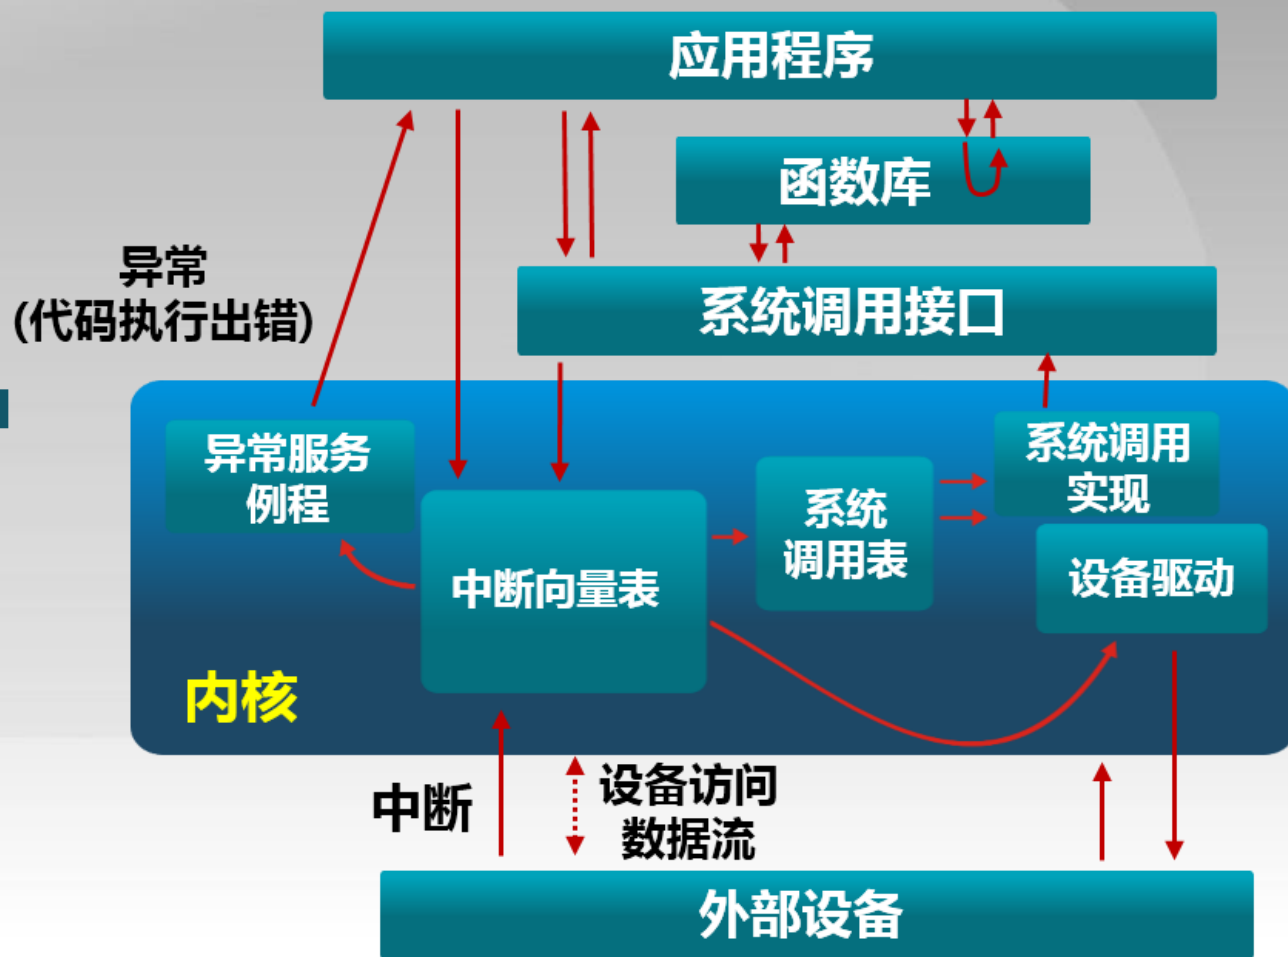 应用程序
函数库
异常
(代码执行出错)
系统调用接口
异常服务
例程
中断向量表
系统
调用表
系统调用
实现
设备驱动
内核
中断
设备访问
数据流
外部设备